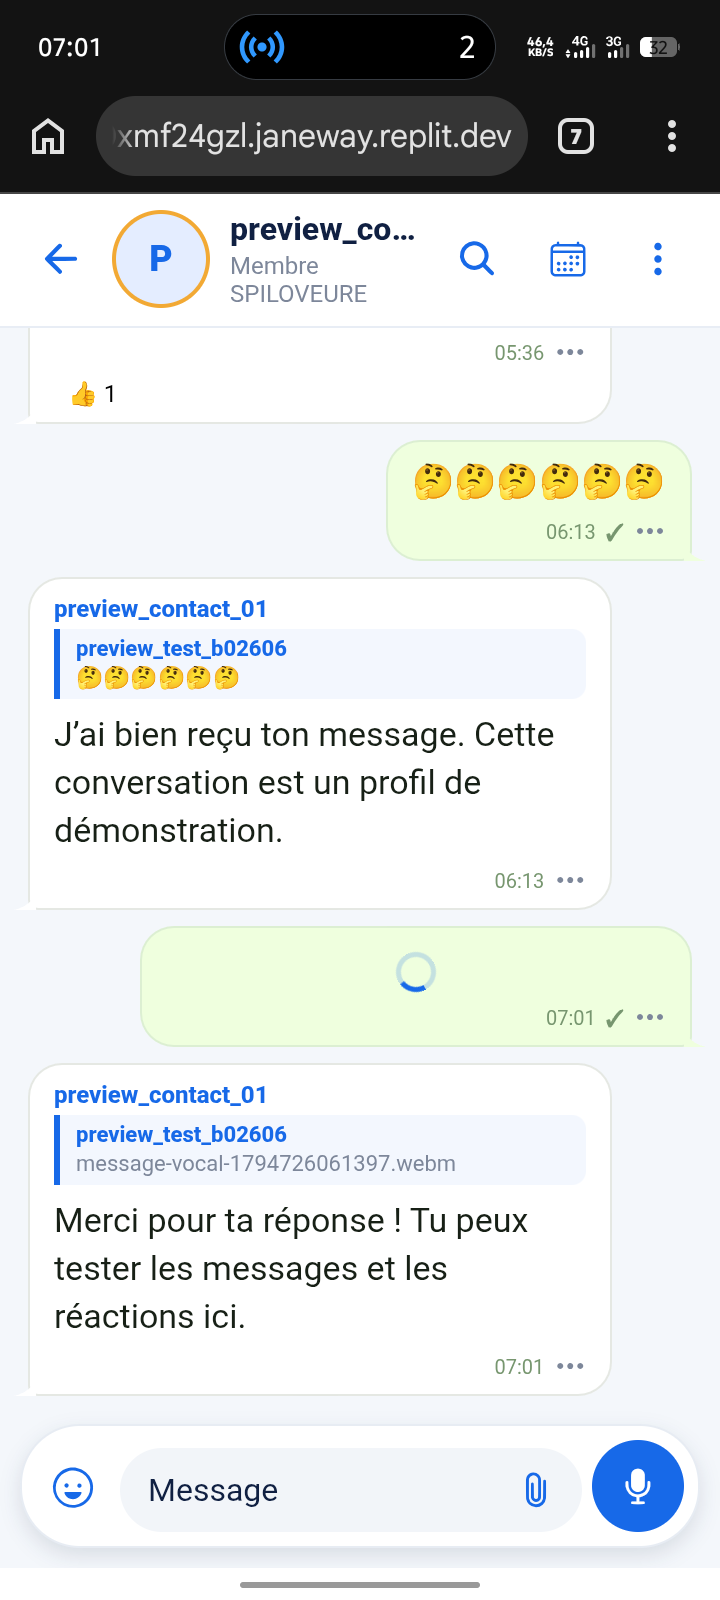 07:01
2
46,4
KB/S
4G
3G
32
xmf24gzl.janeway.replit.dev
7
P
preview_co...
Membre
SPILOVEURE
05:36
👍 1
🤔🤔🤔🤔🤔🤔
06:13 ✓
preview_contact_01
preview_test_b02606
🤔🤔🤔🤔🤔🤔
J’ai bien reçu ton message. Cette
conversation est un profil de
démonstration.
06:13
07:01 ✓
preview_contact_01
preview_test_b02606
message-vocal-1794726061397.webm
Merci pour ta réponse ! Tu peux
tester les messages et les
réactions ici.
07:01
Message